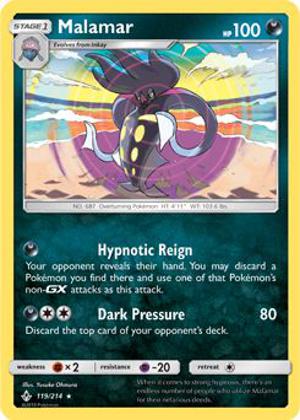 STAGE 1 Malamar HP100
Evolves from Inkay
NO. 687 Overturning Pokémon HT: 4'11" WT: 103.6 lbs.
Hypnotic Reign
Your opponent reveals their hand. You may discard a
Pokémon you find there and use one of that Pokémon's
non-GX attacks as this attack.
Dark Pressure 80
Discard the top card of your opponent's deck.
weakness ×2 resistance -20 retreat
Illus. Yusuke Ohmura
119/214 ★
©2019 Pokémon
When it comes to strong hypnosis, there's an
endless number of people who utilize Malamar
for their nefarious deeds.